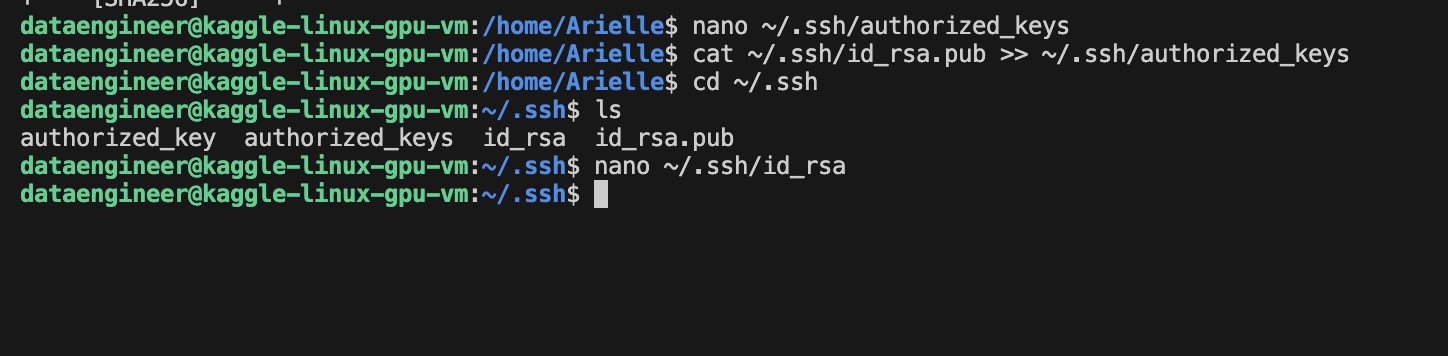 [SHA256]
dataengineer@kaggle-linux-gpu-vm:/home/Arielle$ nano ~/.ssh/authorized_keys
dataengineer@kaggle-linux-gpu-vm:/home/Arielle$ cat ~/.ssh/id_rsa.pub >> ~/.ssh/authorized_keys
dataengineer@kaggle-linux-gpu-vm:/home/Arielle$ cd ~/.ssh
dataengineer@kaggle-linux-gpu-vm:~/.ssh$ ls
authorized_key  authorized_keys  id_rsa  id_rsa.pub
dataengineer@kaggle-linux-gpu-vm:~/.ssh$ nano ~/.ssh/id_rsa
dataengineer@kaggle-linux-gpu-vm:~/.ssh$